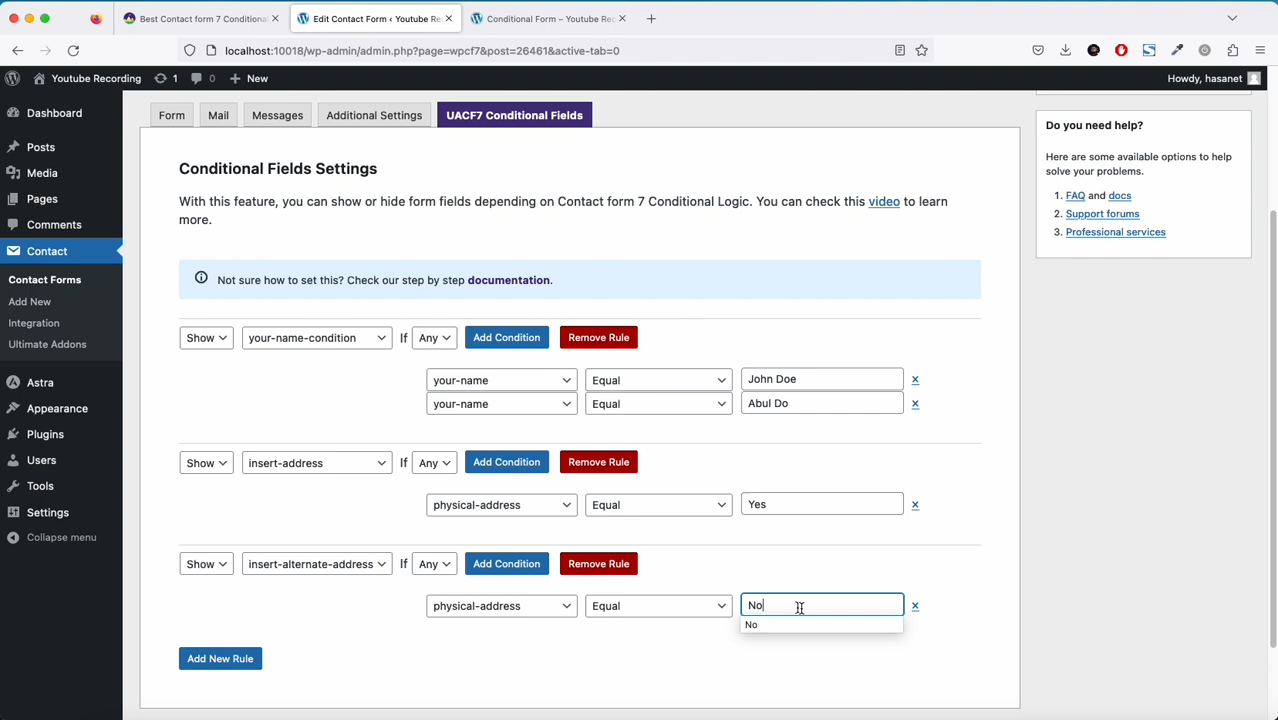 Best Contact form 7 Conditional
Edit Contact Form ‹ Youtube Re
Conditional Form – Youtube Rec
localhost:10018/wp-admin/admin.php?page=wpcf7&post=26461&active-tab=0
Youtube Recording
1
0
New
Howdy, hasanet
Dashboard
Posts
Media
Pages
Comments
Contact
Contact Forms
Add New
Integration
Ultimate Addons
Astra
Appearance
Plugins
Users
Tools
Settings
Collapse menu
Form
Mail
Messages
Additional Settings
UACF7 Conditional Fields
Conditional Fields Settings
With this feature, you can show or hide form fields depending on Contact form 7 Conditional Logic. You can check this video to learn
more.
Not sure how to set this? Check our step by step documentation.
Show your-name-condition If Any Add Condition Remove Rule
your-name Equal John Doe ×
your-name Equal Abul Do ×
Show insert-address If Any Add Condition Remove Rule
physical-address Equal Yes ×
Show insert-alternate-address If Any Add Condition Remove Rule
physical-address Equal No ×
No
Add New Rule
Do you need help?
Here are some available options to help
solve your problems.
1. FAQ and docs
2. Support forums
3. Professional services